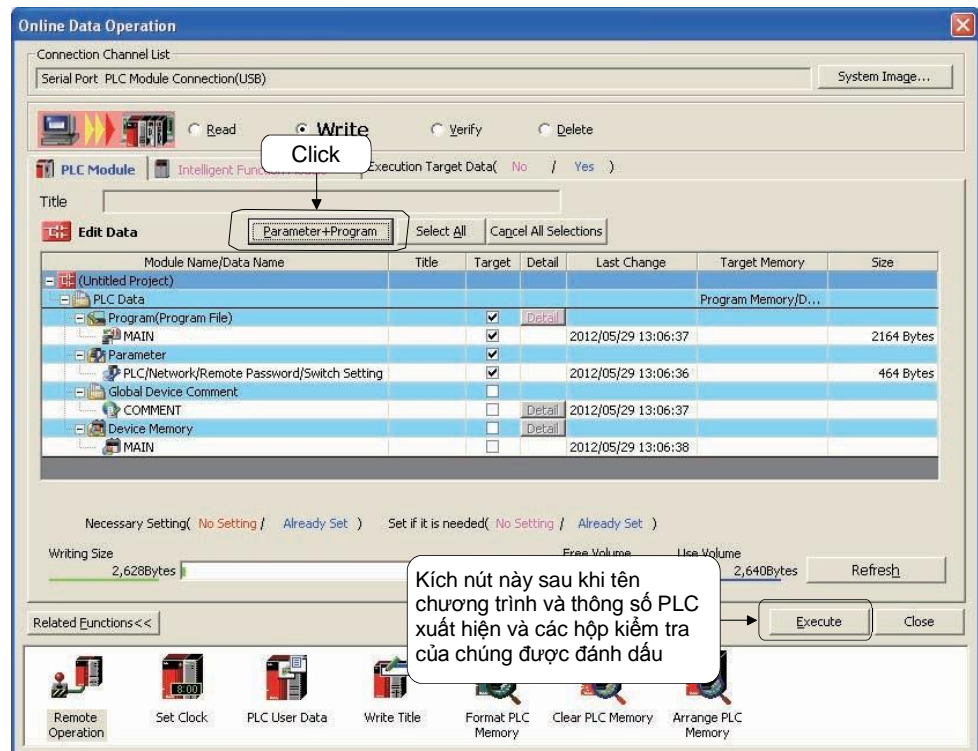 Online Data Operation
Connection Channel List
Serial Port PLC Module Connection(USB)
System Image...
Read
Write
Verify
Delete
Click
PLC Module
Intelligent
Execution Target Data( No / Yes )
Title
Edit Data
Parameter+Program
Select All
Cancel All Selections
Module Name/Data Name Title Target Detail Last Change Target Memory Size
(Untitled Project)
PLC Data Program Memory/D...
Program(Program File) Detail
MAIN 2012/05/29 13:06:37 2164 Bytes
Parameter
PLC/Network/Remote Password/Switch Setting 2012/05/29 13:06:36 464 Bytes
Global Device Comment
COMMENT Detail 2012/05/29 13:06:37
Device Memory Detail
MAIN 2012/05/29 13:06:38
Necessary Setting( No Setting / Already Set ) Set if it is needed( No Setting / Already Set )
Writing Size
Free Volume
Use Volume
2,628Bytes
2,640Bytes
Refresh
Kích nút này sau khi tên
chương trình và thông số PLC
xuất hiện và các hộp kiểm tra
của chúng được đánh dấu
Related Functions<<
Execute
Close
8:00
Remote
Operation
Set Clock
PLC User Data
Write Title
Format PLC
Memory
Clear PLC Memory
Arrange PLC
Memory